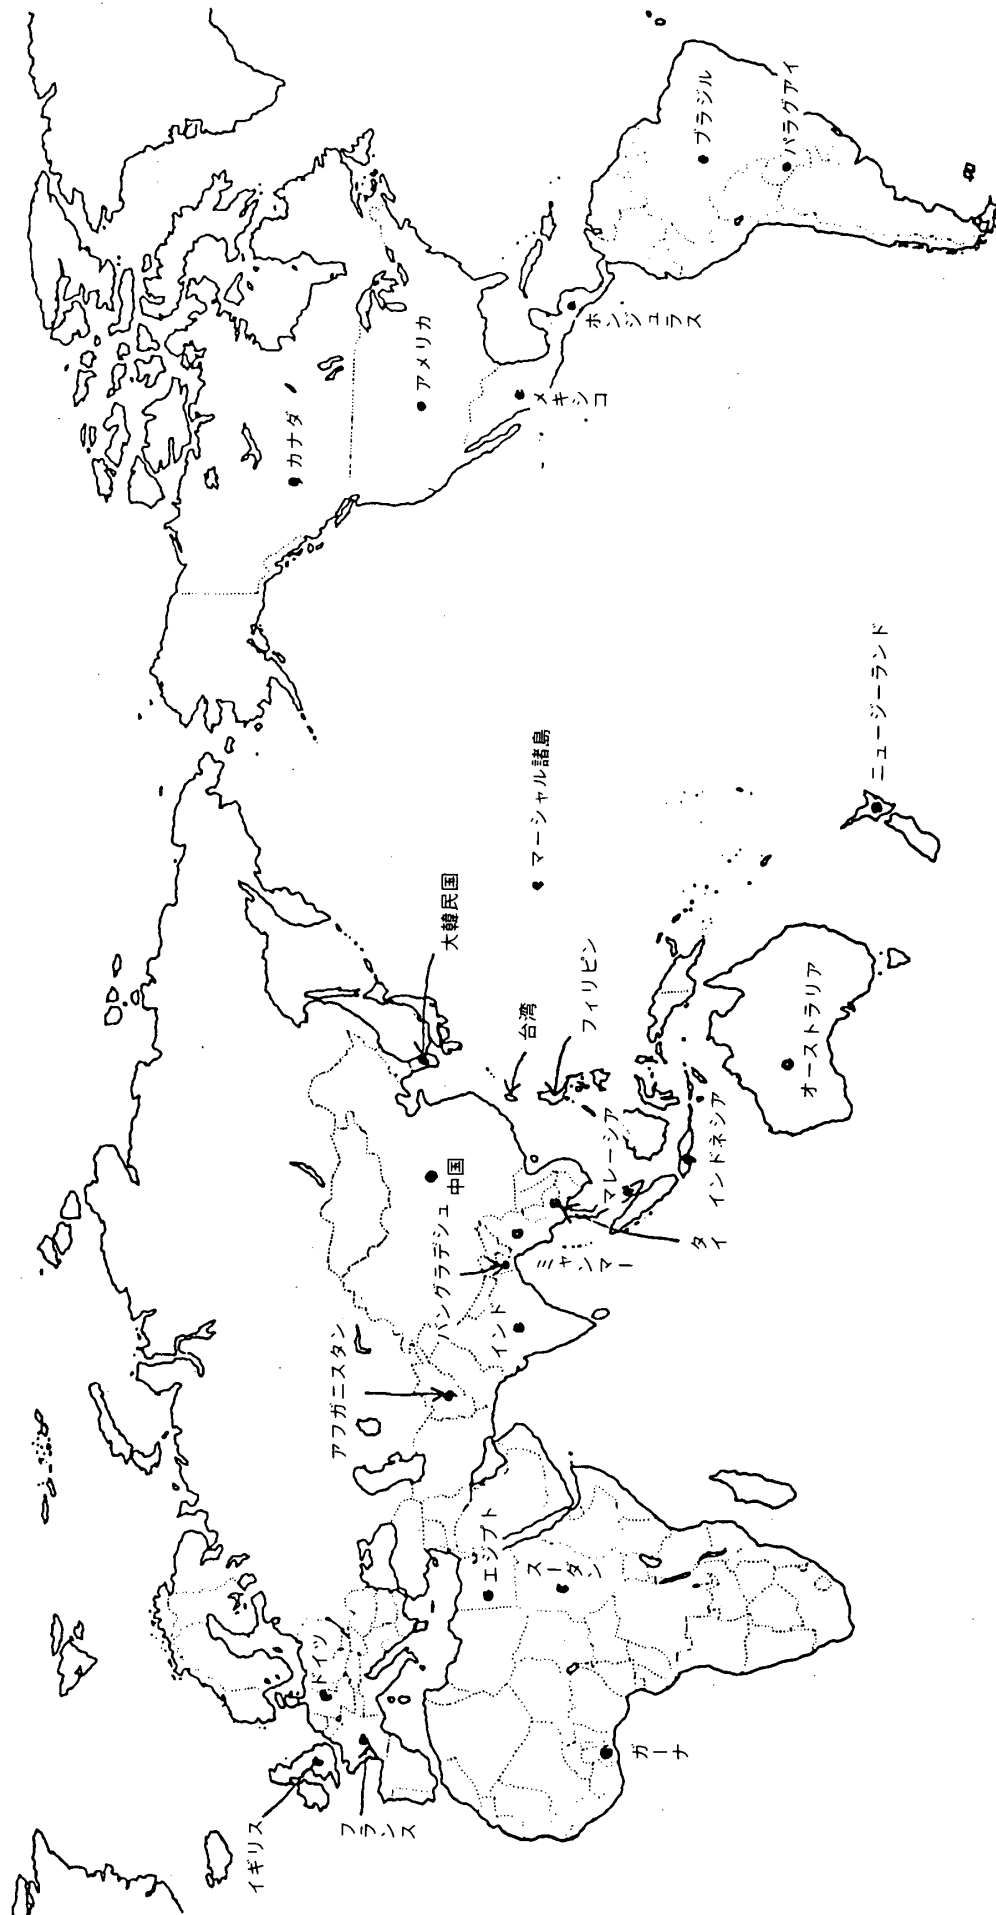 イギリス
フランス
ドイツ
ガーナ
エジプト
スーダン
アフガニスタン
インド
バングラデシュ
ミャンマー
タイ
中国
マレーシア
インドネシア
大韓民国
台湾
フィリピン
マーシャル諸島
オーストラリア
ニュージーランド
カナダ
アメリカ
メキシコ
ホンジュラス
ブラジル
パラグアイ